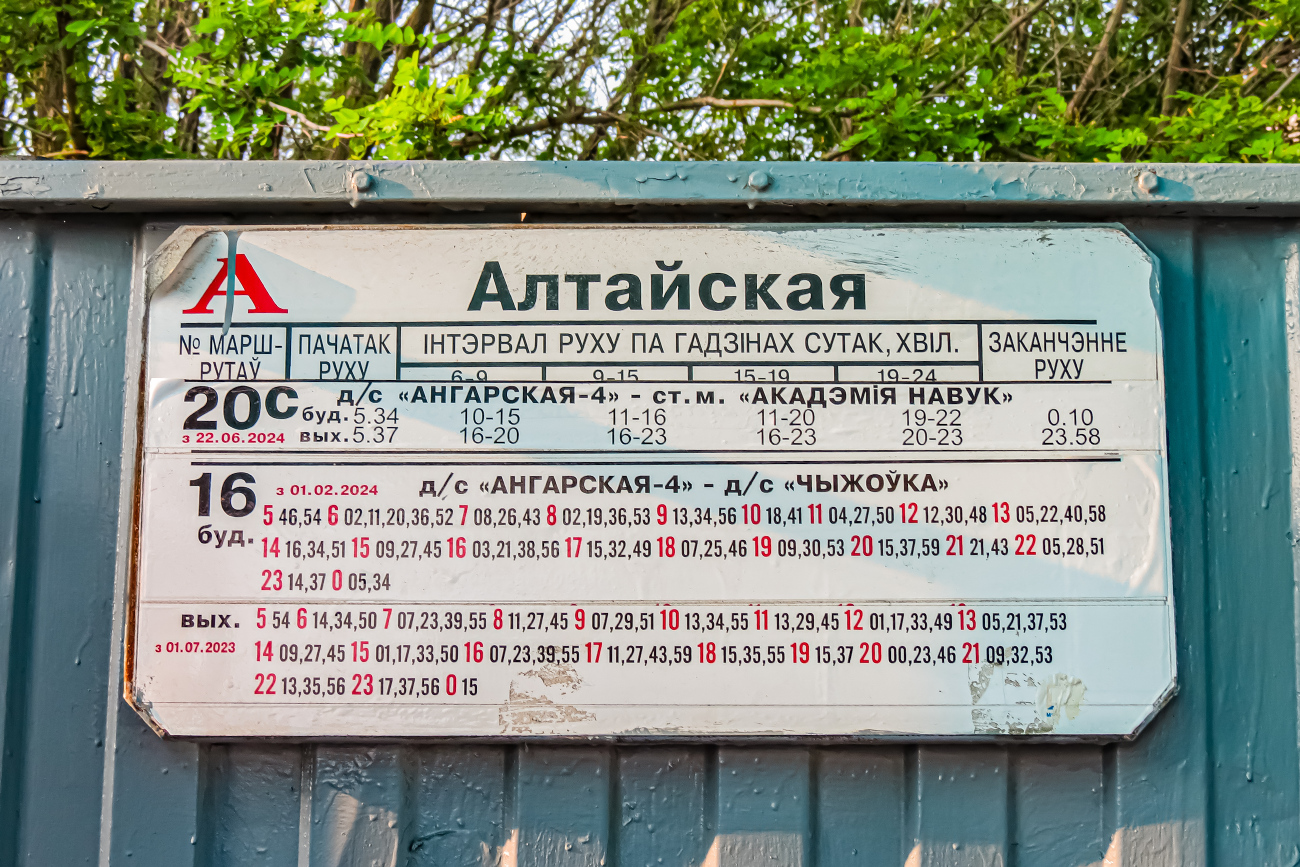 А Алтайская
№ МАРШ- ПАЧАТАК ІНТЭРВАЛ РУХУ ПА ГАДЗІНАХ СУТАК, ХВІЛ. ЗАКАНЧЭННЕ
РУТАЎ РУХУ 6-9 9-15 15-19 19-24 РУХУ
20С д/с «АНГАРСКАЯ-4» - ст.м. «АКАДЭМіЯ НАВУК»
буд. 5.34 10-15 11-16 11-20 19-22 0.10
з 22.06.2024 вых. 5.37 16-20 16-23 16-23 20-23 23.58
16 з 01.02.2024 д/с «АНГАРСКАЯ-4» - д/с «ЧЫЖОЎКА»
5 46,54 6 02,11,20,36,52 7 08,26,43 8 02,19,36,53 9 13,34,56 10 18,41 11 04,27,50 12 12,30,48 13 05,22,40,58
буд. 14 16,34,51 15 09,27,45 16 03,21,38,56 17 15,32,49 18 07,25,46 19 09,30,53 20 15,37,59 21 21,43 22 05,28,51
23 14,37 0 05,34
вых. 5 54 6 14,34,50 7 07,23,39,55 8 11,27,45 9 07,29,51 10 13,34,55 11 13,29,45 12 01,17,33,49 13 05,21,37,53
з 01.07.2023 14 09,27,45 15 01,17,33,50 16 07,23,39,55 17 11,27,43,59 18 15,35,55 19 15,37 20 00,23,46 21 09,32,53
22 13,35,56 23 17,37,56 0 15